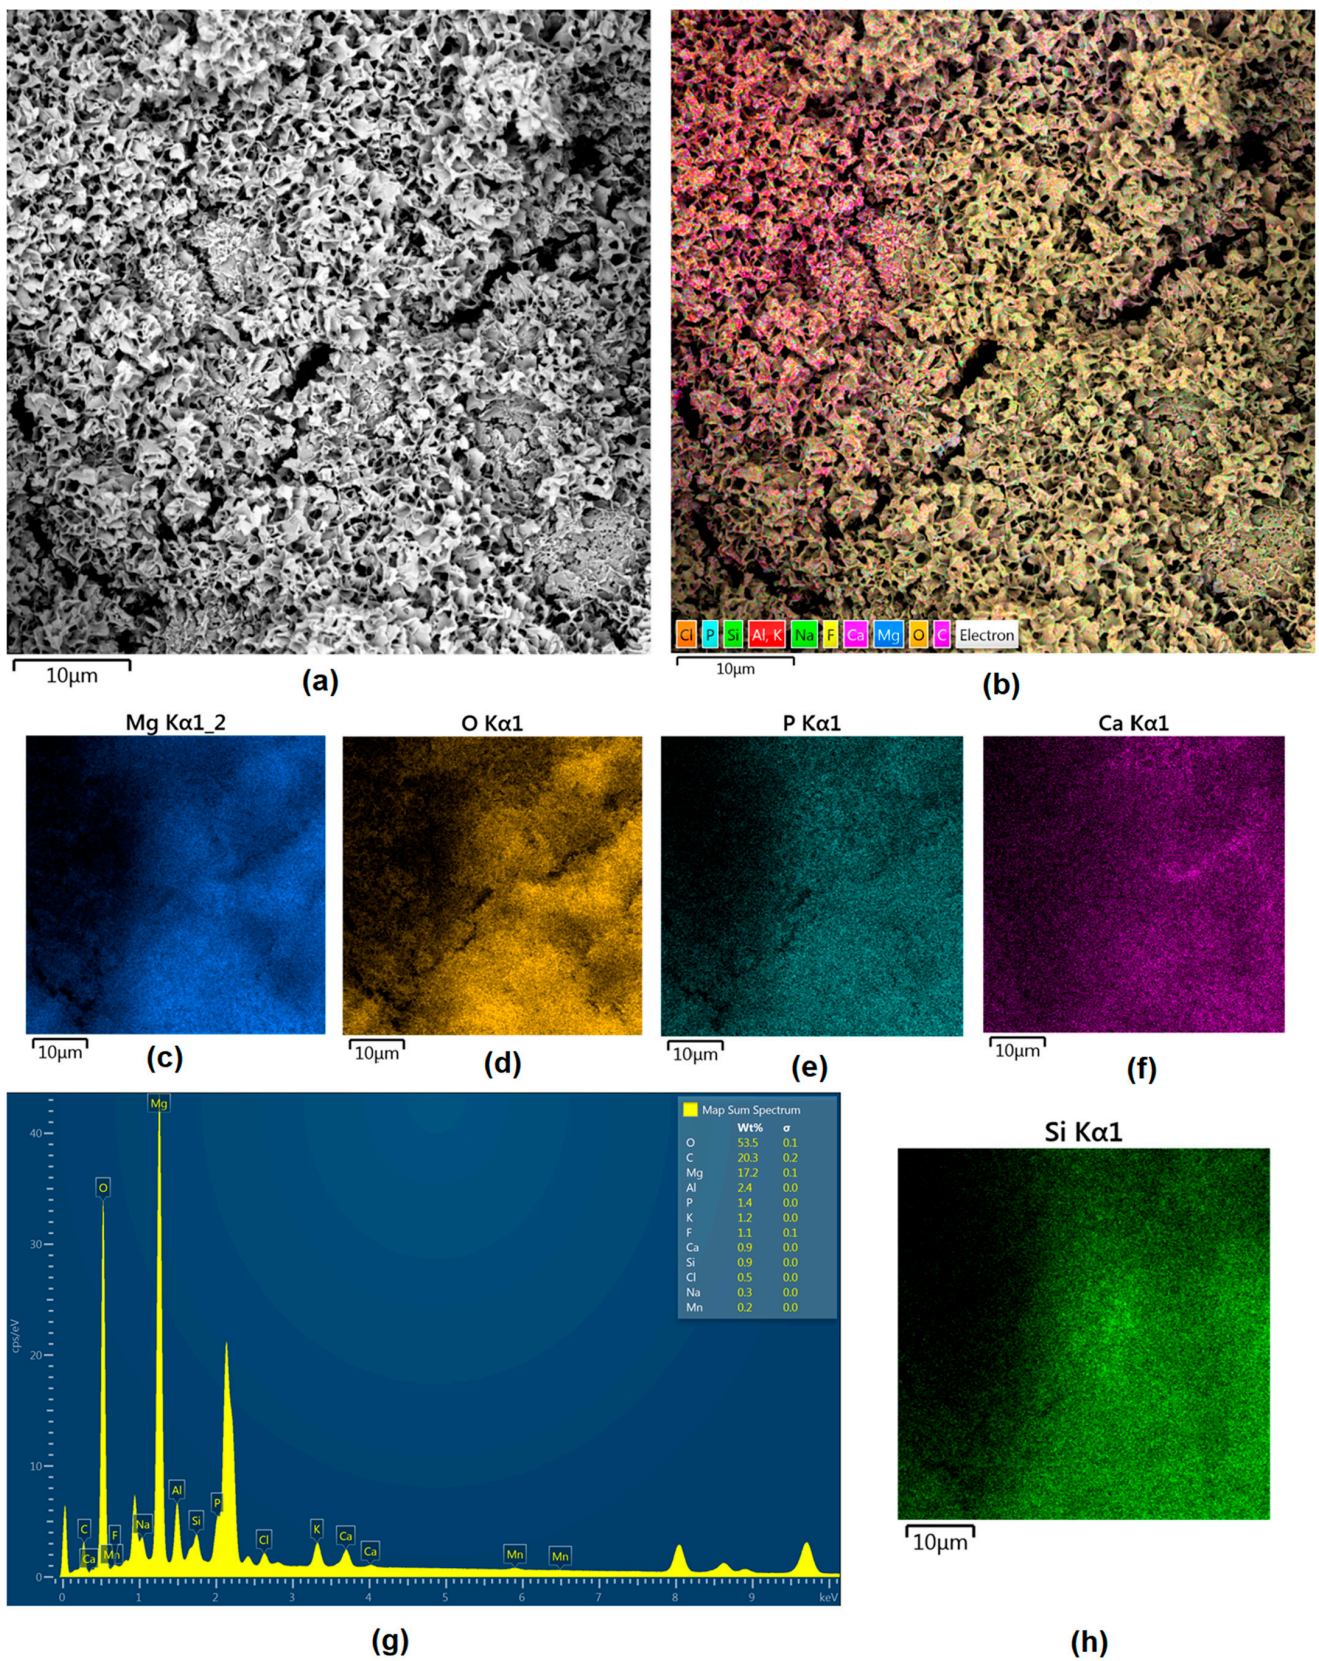 10μm
(a)
Cl P Si Al, K Na F Ca Mg O C Electron
10μm
(b)
Mg Kα1_2
O Kα1
P Kα1
Ca Kα1
10μm
10μm
10μm
10μm
(c)
(d)
(e)
(f)
Map Sum Spectrum
Wt% σ
O 53.5 0.1
C 20.3 0.2
Mg 17.2 0.1
Al 2.4 0.0
P 1.4 0.0
K 1.2 0.0
F 1.1 0.1
Ca 0.9 0.0
Si 0.9 0.0
Cl 0.5 0.0
Na 0.3 0.0
Mn 0.2 0.0
cps/eV
40
30
20
10
0
Mg
O
C
Ca
F
Mn
Na
Al
Si
P
Cl
K
Ca
Ca
Mn
Mn
0 1 2 3 4 5 6 7 8 9 keV
(g)
Si Kα1
10μm
(h)